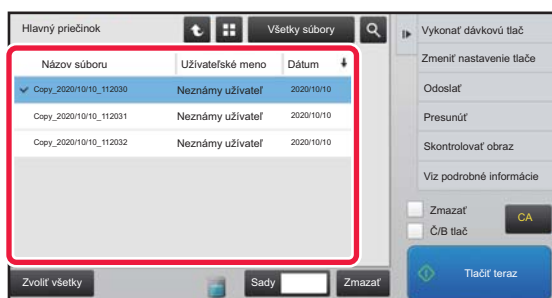 Hlavný priečinok
Všetky súbory
Názov súboru Užívateľské meno Dátum
Copy_2020/10/10_112030 Neznámy užívateľ 2020/10/10
Copy_2020/10/10_112031 Neznámy užívateľ 2020/10/10
Copy_2020/10/10_112032 Neznámy užívateľ 2020/10/10
Zvoliť všetky
Sady
Zmazať
Vykonať dávkovú tlač
Zmeniť nastavenie tlače
Odoslať
Presunúť
Skontrolovať obraz
Viz podrobné informácie
Zmazať
Č/B tlač
CA
Tlačiť teraz